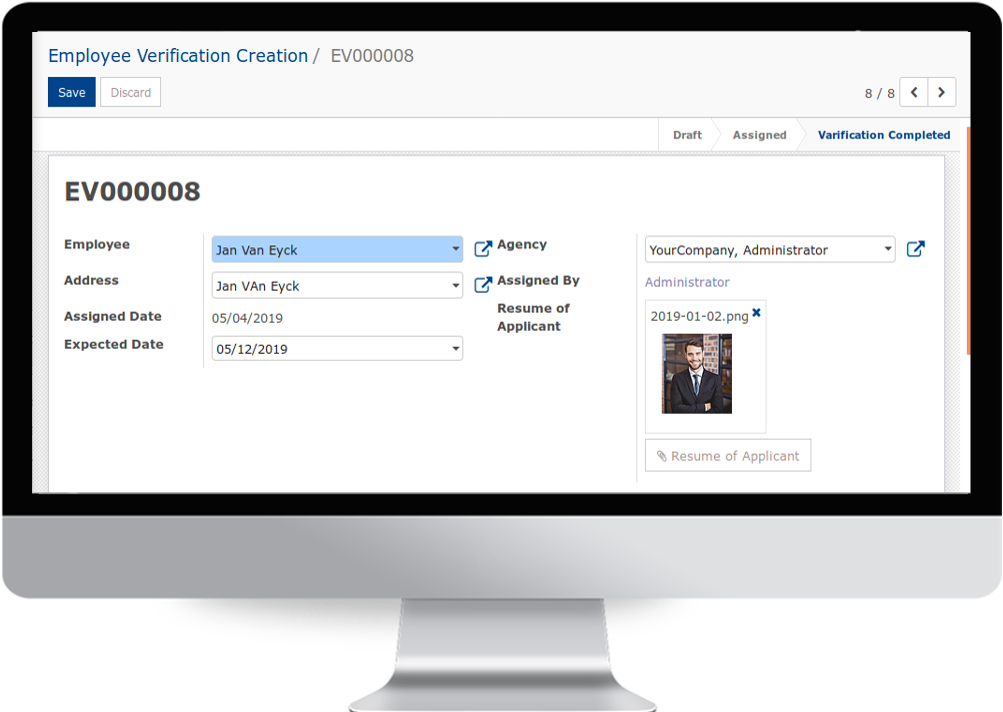 Employee Verification Creation / EV000008
Save Discard 8 / 8
Draft Assigned Varification Completed
EV000008
Employee Jan Van Eyck Agency YourCompany, Administrator
Address Jan VAn Eyck Assigned By Administrator
Assigned Date 05/04/2019 Resume of
Applicant 2019-01-02.png
Expected Date 05/12/2019
Resume of Applicant